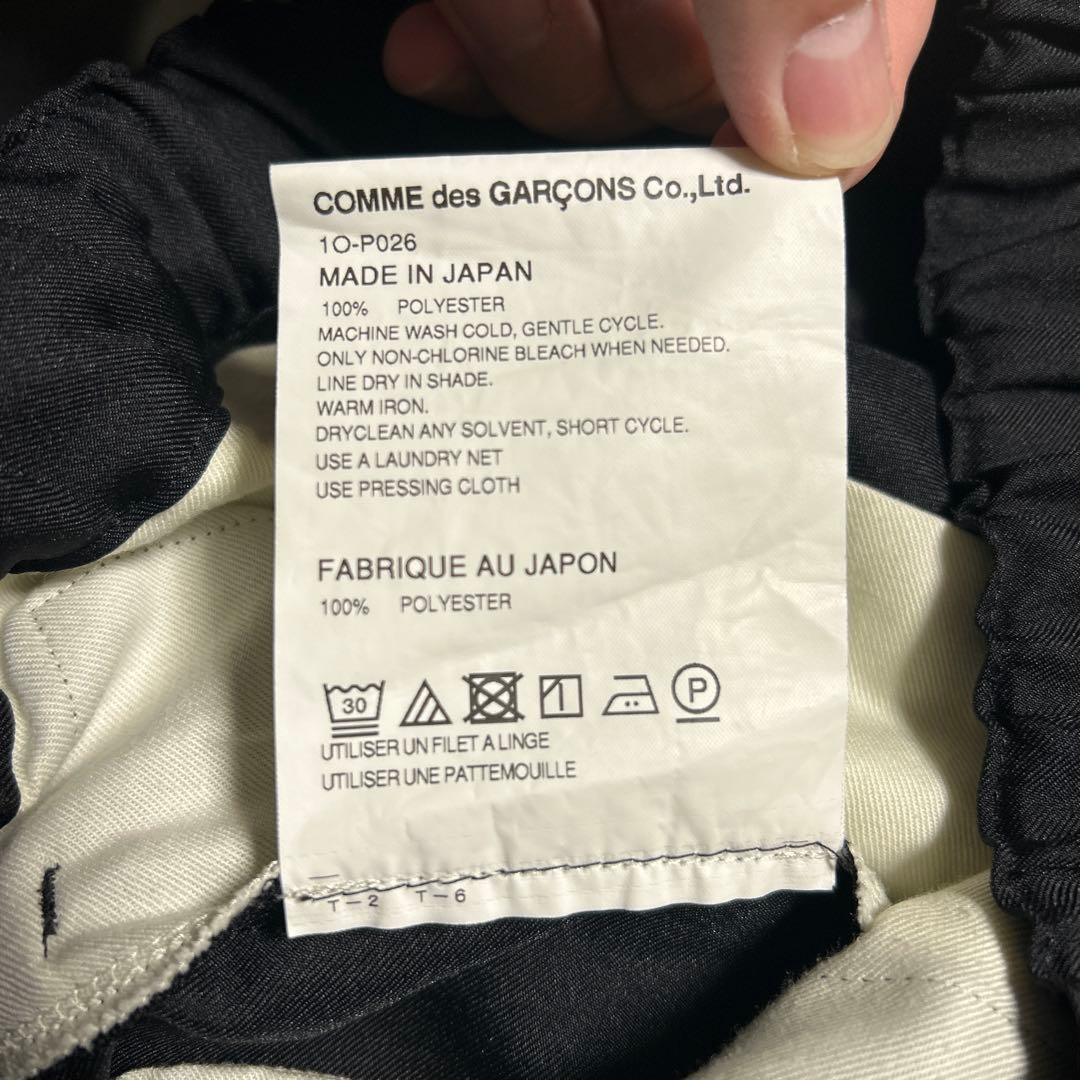 COMME des GARÇONS Co.,Ltd.
1O-P026
MADE IN JAPAN
100% POLYESTER
MACHINE WASH COLD, GENTLE CYCLE.
ONLY NON-CHLORINE BLEACH WHEN NEEDED.
LINE DRY IN SHADE.
WARM IRON.
DRYCLEAN ANY SOLVENT, SHORT CYCLE.
USE A LAUNDRY NET
USE PRESSING CLOTH
FABRIQUE AU JAPON
100% POLYESTER
30 P
UTILISER UN FILET A LINGE
UTILISER UNE PATTEMOUILLE
T-2 T-6